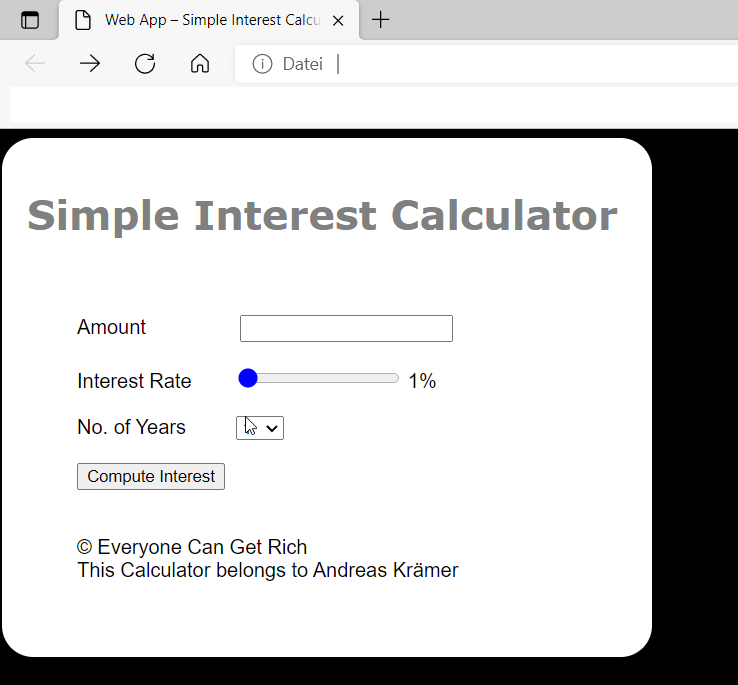 Web App – Simple Interest Calcu
Datei
Simple Interest Calculator
Amount
Interest Rate 1%
No. of Years
Compute Interest
© Everyone Can Get Rich
This Calculator belongs to Andreas Krämer